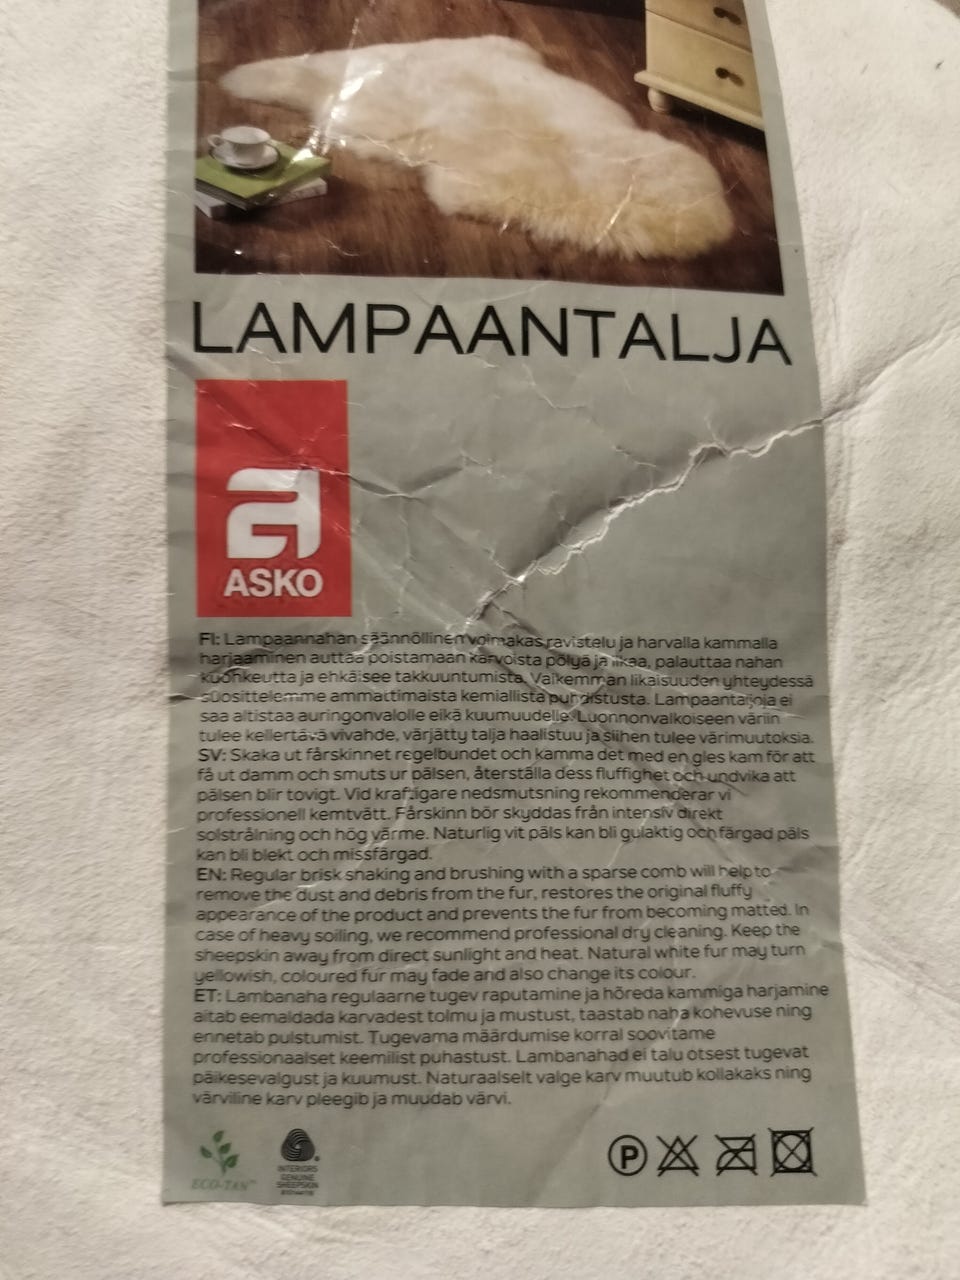 LAMPAANTALJA
a
ASKO
FI: Lampaannahan säännöllinen voimakas ravistelu ja harvalla kammalla
harjaaminen auttaa poistamaan karvoista pölyä ja likaa, palauttaa nahan
kuohkeutta ja ehkäisee takkuuntumista. Vaikemman likaisuuden yhteydessä
suosittelemme ammattimaista kemiallista puhdistusta. Lampaantaljoja ei
saa altistaa auringonvalolle eikä kuumuudelle. Luonnonvalkoiseen väriin
tulee kellertävä vivahde, värjätty talja haalistuu ja siihen tulee värimuutoksia.
SV: Skaka ut fårskinnet regelbundet och kamma det med en gles kam för att
få ut damm och smuts ur pälsen, återställa dess fluffighet och undvika att
pälsen blir tovigt. Vid kraftigare nedsmutsning rekommenderar vi
professionell kemtvätt. Fårskinn bör skyddas från intensiv direkt
solstrålning och hög värme. Naturlig vit päls kan bli gulaktig och färgad päls
kan bli blekt och missfärgad.
EN: Regular brisk shaking and brushing with a sparse comb will help to
remove the dust and debris from the fur, restores the original fluffy
appearance of the product and prevents the fur from becoming matted. In
case of heavy soiling, we recommend professional dry cleaning. Keep the
sheepskin away from direct sunlight and heat. Natural white fur may turn
yellowish, coloured fur may fade and also change its colour.
ET: Lambanaha regulaarne tugev raputamine ja hõreda kammiga harjamine
aitab eemaldada karvadest tolmu ja mustust, taastab naha kohevuse ning
ennetab pulstumist. Tugevama määrdumise korral soovitame
professionaalset keemilist puhastust. Lambanahad ei talu otsest tugevat
päikesevalgust ja kuumust. Naturaalselt valge karv muutub kollakaks ning
värviline karv pleegib ja muudab värvi.
ECO-TAN™
INTERIORS
GENUINE
SHEEPSKIN
P